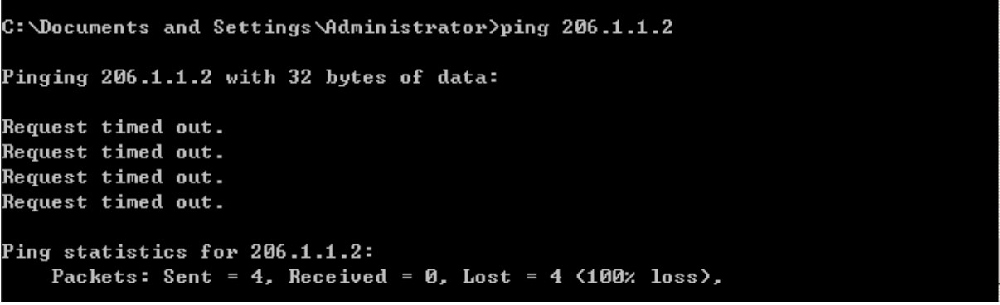 C:\Documents and Settings\Administrator>ping 206.1.1.2
Pinging 206.1.1.2 with 32 bytes of data:
Request timed out.
Request timed out.
Request timed out.
Request timed out.
Ping statistics for 206.1.1.2:
    Packets: Sent = 4, Received = 0, Lost = 4 (100% loss),